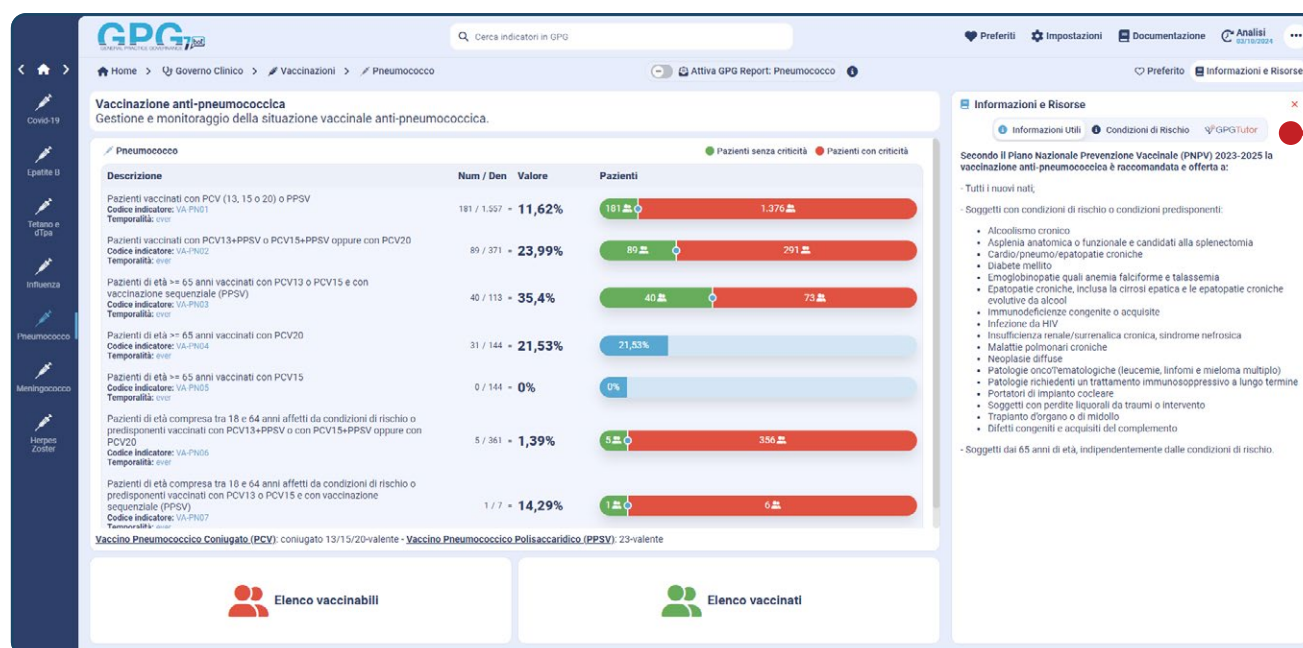 GPG7bot
GENERAL PRACTICE GOVERNANCE
Cerca indicatori in GPG
Preferiti
Impostazioni
Documentazione
Analisi
03/10/2024
Home > Governo Clinico > Vaccinazioni > Pneumococco
Attiva GPG Report: Pneumococco
Preferito
Informazioni e Risorse
Covid-19
Epatite B
Tetano e
dTpa
Influenza
Pneumococco
Meningococco
Herpes
Zoster
Vaccinazione anti-pneumococcica
Gestione e monitoraggio della situazione vaccinale anti-pneumococcica.
Pneumococco
Pazienti senza criticità
Pazienti con criticità
Descrizione Num / Den Valore Pazienti
Pazienti vaccinati con PCV (13, 15 o 20) o PPSV
Codice indicatore: VA-PN01
Temporalità: ever
181 / 1.557 = 11,62%
181
1.376
Pazienti vaccinati con PCV13+PPSV o PCV15+PPSV oppure con PCV20
Codice indicatore: VA-PN02
Temporalità: ever
89 / 371 = 23,99%
89
291
Pazienti di età >= 65 anni vaccinati con PCV13 o PCV15 e con
vaccinazione sequenziale (PPSV)
Codice indicatore: VA-PN03
Temporalità: ever
40 / 113 = 35,4%
40
73
Pazienti di età >= 65 anni vaccinati con PCV20
Codice indicatore: VA-PN04
Temporalità: ever
31 / 144 = 21,53%
21,53%
Pazienti di età >= 65 anni vaccinati con PCV15
Codice indicatore: VA-PN05
Temporalità: ever
0 / 144 = 0%
0%
Pazienti di età compresa tra 18 e 64 anni affetti da condizioni di rischio o
predisponenti vaccinati con PCV13+PPSV o con PCV15+PPSV oppure con
PCV20
Codice indicatore: VA-PN06
Temporalità: ever
5 / 361 = 1,39%
5
356
Pazienti di età compresa tra 18 e 64 anni affetti da condizioni di rischio o
predisponenti vaccinati con PCV13 o PCV15 e con vaccinazione
sequenziale (PPSV)
Codice indicatore: VA-PN07
Temporalità: ever
1 / 7 = 14,29%
1
6
Vaccino Pneumococcico Coniugato (PCV): coniugato 13/15/20-valente - Vaccino Pneumococcico Polisaccaridico (PPSV): 23-valente
Elenco vaccinabili
Elenco vaccinati
Informazioni e Risorse
Informazioni Utili
Condizioni di Rischio
GPGTutor
Secondo il Piano Nazionale Prevenzione Vaccinale (PNPV) 2023-2025 la
vaccinazione anti-pneumococcica è raccomandata e offerta a:
- Tutti i nuovi nati;
- Soggetti con condizioni di rischio o condizioni predisponenti:
• Alcoolismo cronico
• Asplenia anatomica o funzionale e candidati alla splenectomia
• Cardio/pneumo/epatopatie croniche
• Diabete mellito
• Emoglobinopatie quali anemia falciforme e talassemia
• Epatopatie croniche, inclusa la cirrosi epatica e le epatopatie croniche
evolutive da alcool
• Immunodeficienze congenite o acquisite
• Infezione da HIV
• Insufficienza renale/surrenalica cronica, sindrome nefrosica
• Malattie polmonari croniche
• Neoplasie diffuse
• Patologie oncoTematologiche (leucemie, linfomi e mieloma multiplo)
• Patologie richiedenti un trattamento immunosoppressivo a lungo termine
• Portatori di impianto cocleare
• Soggetti con perdite liquorali da traumi o intervento
• Trapianto d'organo o di midollo
• Difetti congeniti e acquisiti del complemento
- Soggetti dai 65 anni di età, indipendentemente dalle condizioni di rischio.